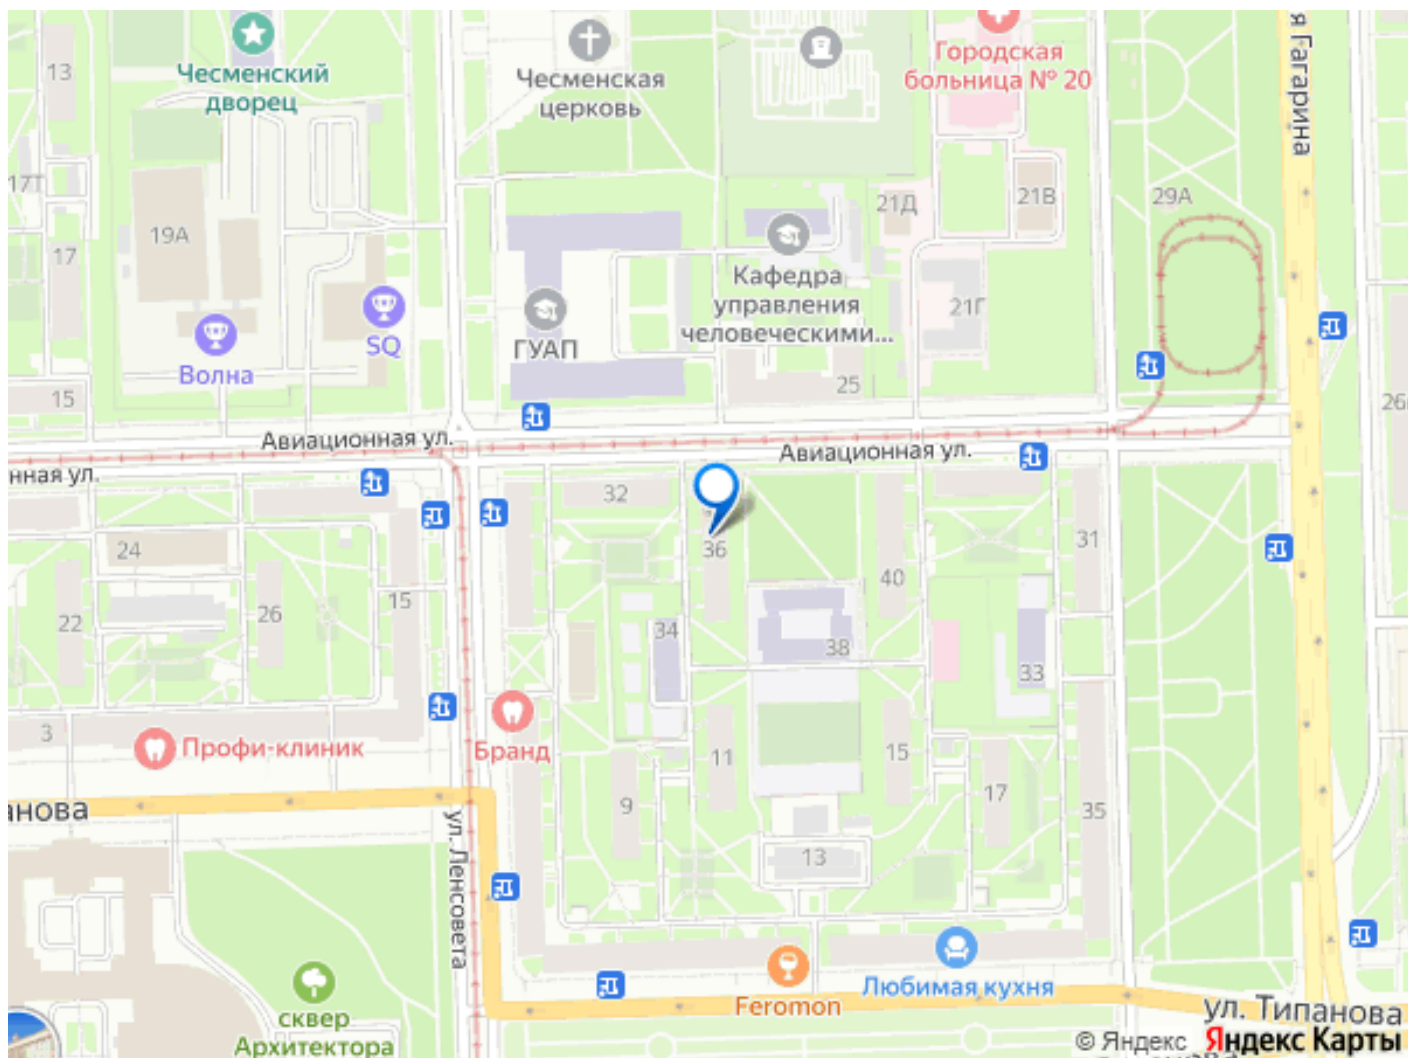 я Гагарина
Городская
больница № 20
Чесменский
дворец
Чесменская
церковь
13
17Т
21Д
21В
29А
19А
17
Кафедра
управления
человеческими...
21Г
ГУАП
SQ
Волна
25
15
26
Авиационная ул.
Авиационная ул.
нная ул.
32
36
31
24
40
22
26
15
34
38
33
3
Профи-клиник
Бранд
11
15
17
9
35
анова
ул. Ленсовета
13
Любимая кухня
Feromon
сквер
Архитектора
ул. Типанова
© Яндекс Яндекс Карты